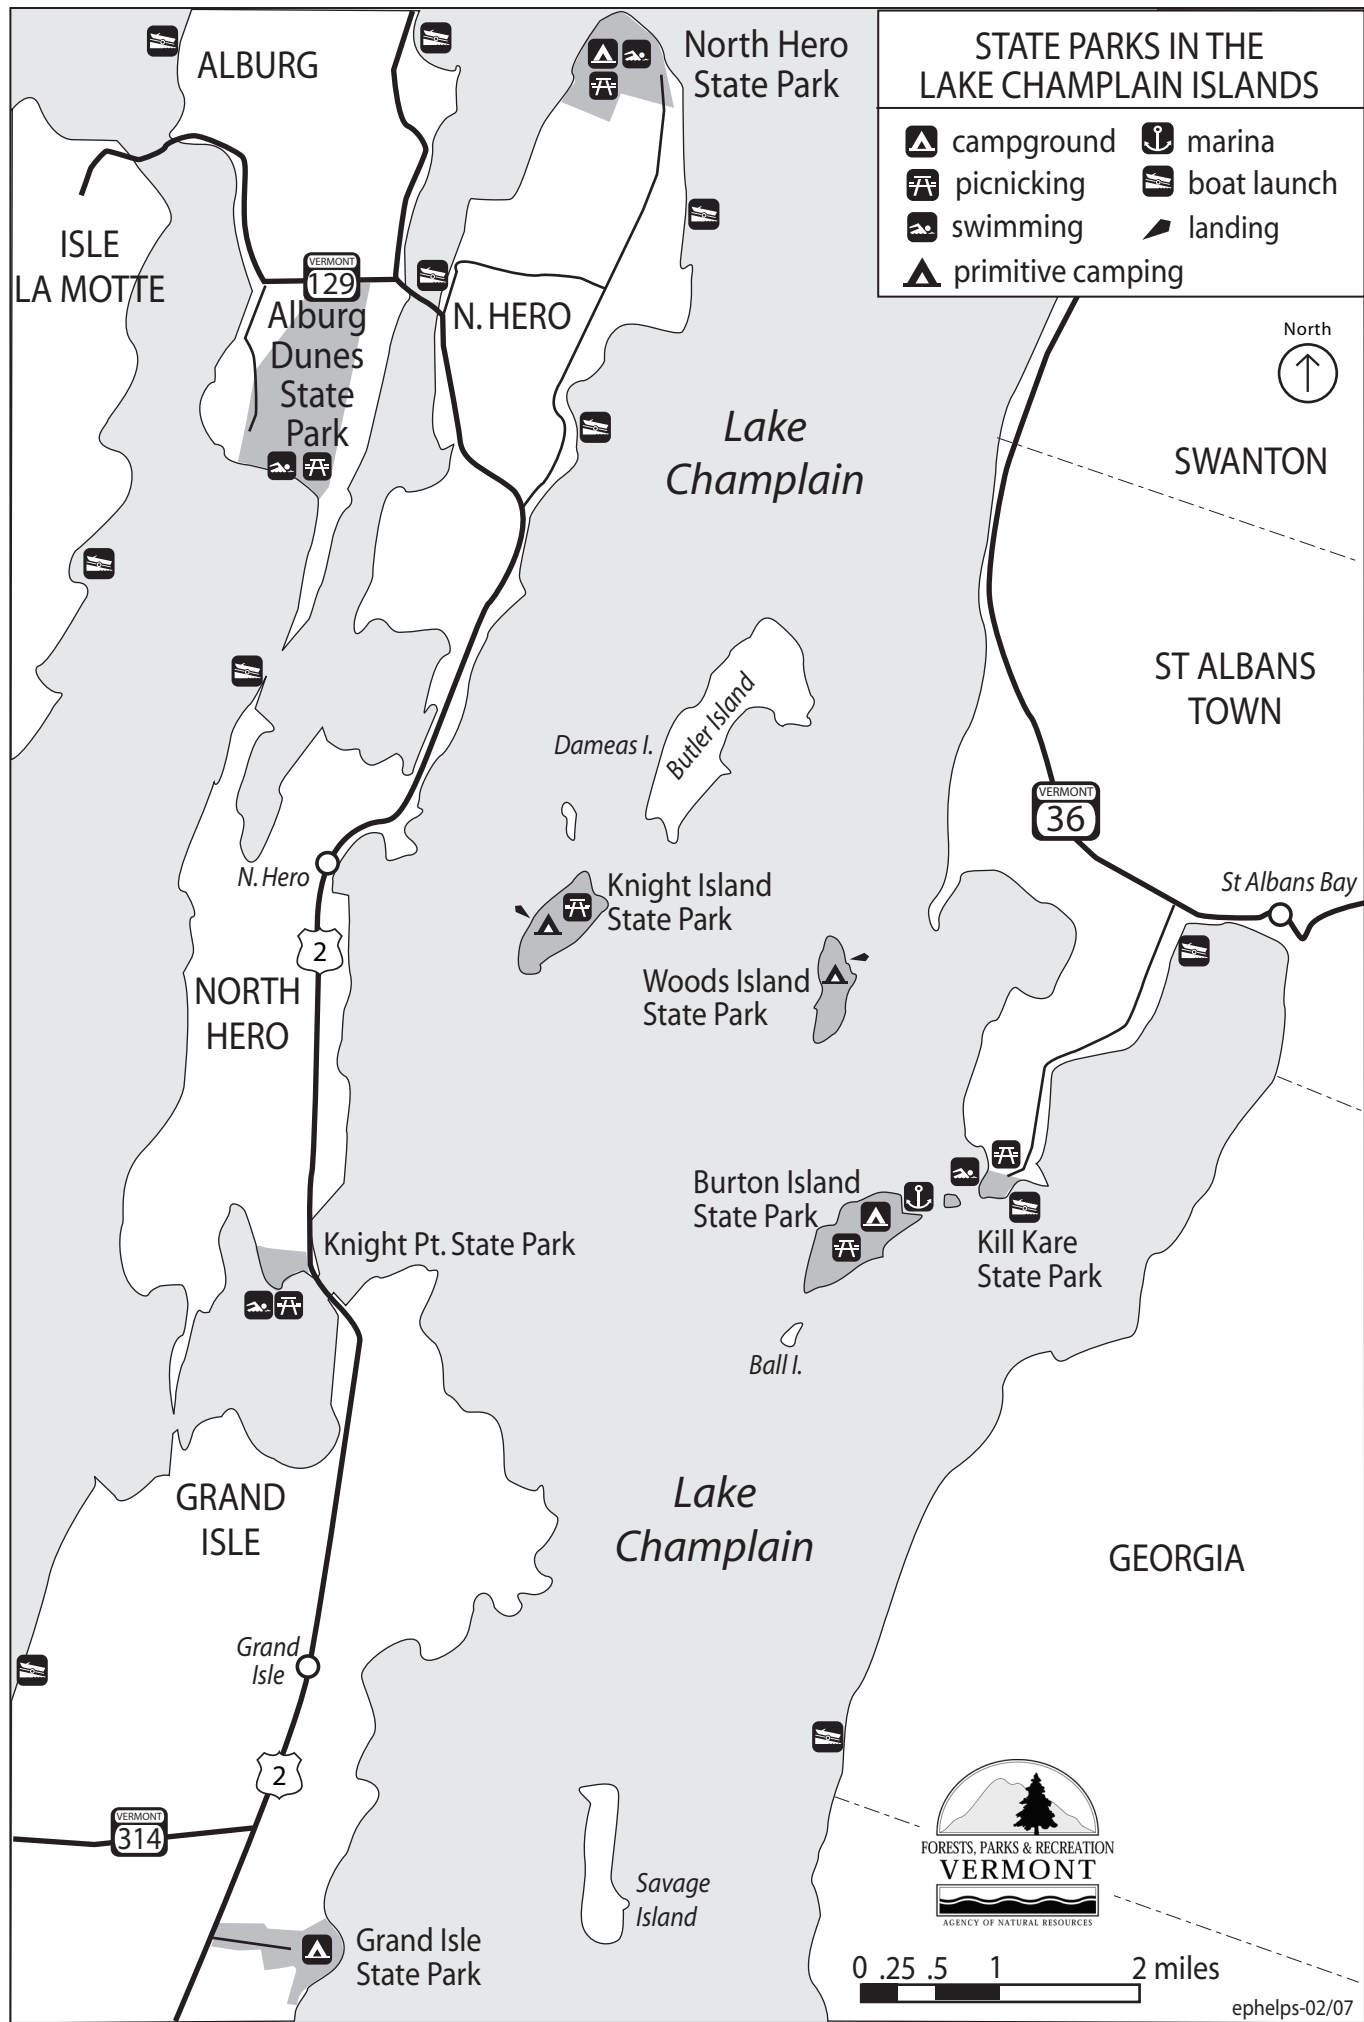 STATE PARKS IN THE
LAKE CHAMPLAIN ISLANDS
campground
marina
picnicking
boat launch
swimming
landing
primitive camping
North
ALBURG
North Hero
State Park
ISLE
LA MOTTE
VERMONT
129
Alburg
Dunes
State
Park
N. HERO
Lake
Champlain
SWANTON
ST ALBANS
TOWN
Butler Island
Dameas I.
VERMONT
36
St Albans Bay
N. Hero
2
Knight Island
State Park
Woods Island
State Park
NORTH
HERO
Burton Island
State Park
Kill Kare
State Park
Knight Pt. State Park
Ball I.
GRAND
ISLE
Lake
Champlain
GEORGIA
Grand
Isle
2
VERMONT
314
Savage
Island
Grand Isle
State Park
FORESTS, PARKS & RECREATION
VERMONT
AGENCY OF NATURAL RESOURCES
0 .25 .5 1 2 miles
ephelps-02/07